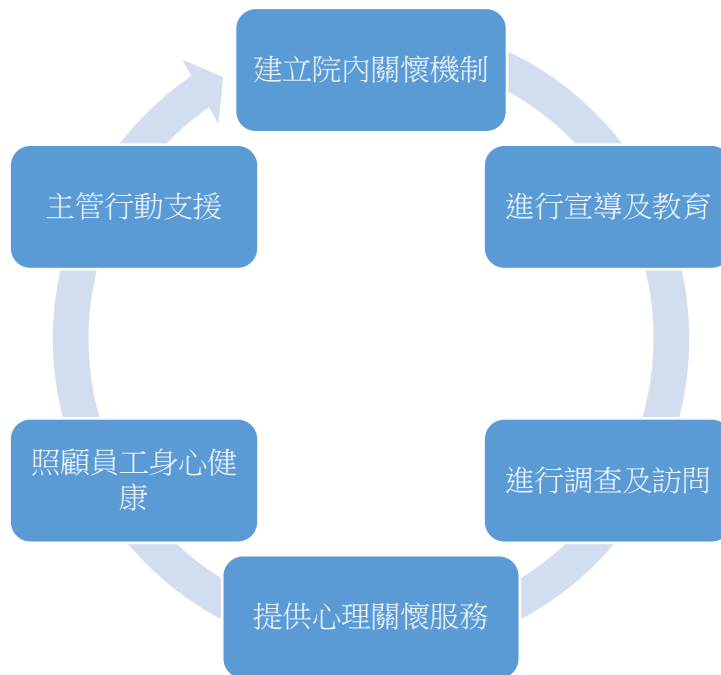 建立院內關懷機制
進行宣導及教育
進行調查及訪問
提供心理關懷服務
照顧員工身心健
康
主管行動支援